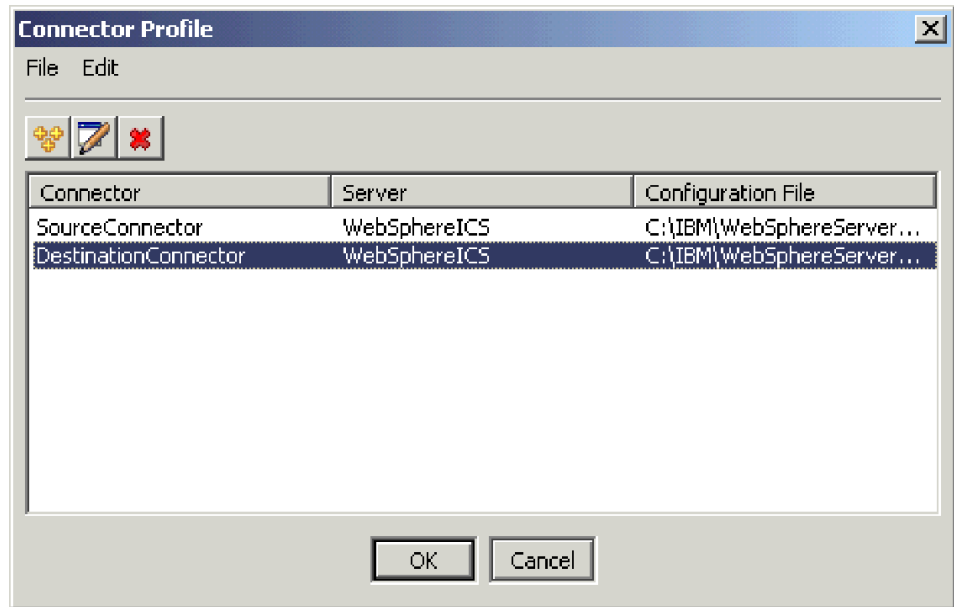 Connector Profile
File Edit
Connector Server Configuration File
SourceConnector WebSphereICS C:\IBM\WebSphereServer...
DestinationConnector WebSphereICS C:\IBM\WebSphereServer...
OK Cancel